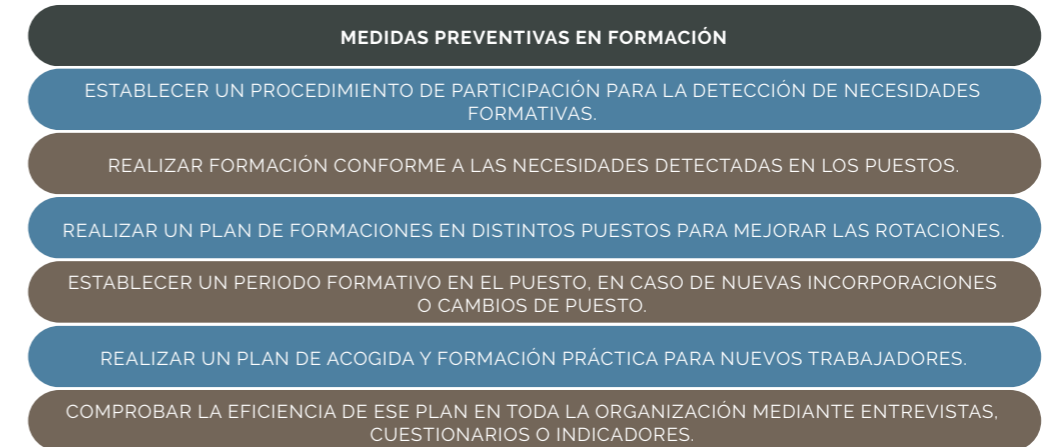 MEDIDAS PREVENTIVAS EN FORMACIÓN
ESTABLECER UN PROCEDIMIENTO DE PARTICIPACIÓN PARA LA DETECCIÓN DE NECESIDADES
FORMATIVAS.
REALIZAR FORMACIÓN CONFORME A LAS NECESIDADES DETECTADAS EN LOS PUESTOS.
REALIZAR UN PLAN DE FORMACIONES EN DISTINTOS PUESTOS PARA MEJORAR LAS ROTACIONES.
ESTABLECER UN PERIODO FORMATIVO EN EL PUESTO, EN CASO DE NUEVAS INCORPORACIONES
O CAMBIOS DE PUESTO.
REALIZAR UN PLAN DE ACOGIDA Y FORMACIÓN PRÁCTICA PARA NUEVOS TRABAJADORES.
COMPROBAR LA EFICIENCIA DE ESE PLAN EN TODA LA ORGANIZACIÓN MEDIANTE ENTREVISTAS,
CUESTIONARIOS O INDICADORES.